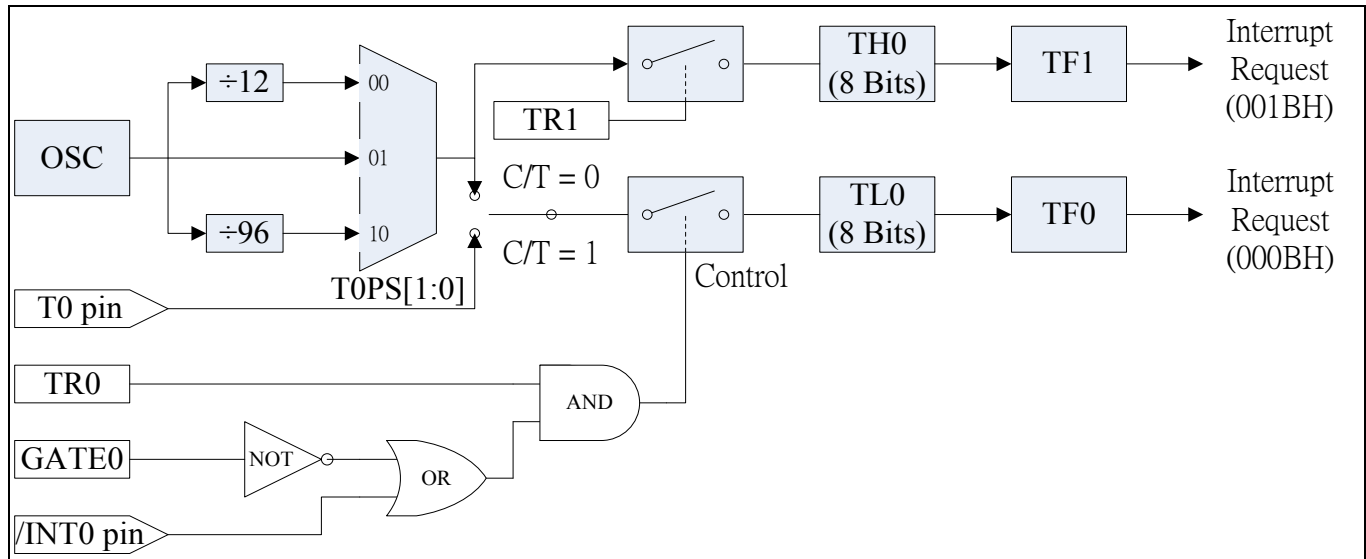 OSC
÷12
÷96
00
01
10
T0PS[1:0]
T0 pin
TR0
GATE0
/INT0 pin
NOT
OR
AND
TR1
C/T = 0
C/T = 1
Control
TH0
(8 Bits)
TF1
Interrupt
Request
(001BH)
TL0
(8 Bits)
TF0
Interrupt
Request
(000BH)